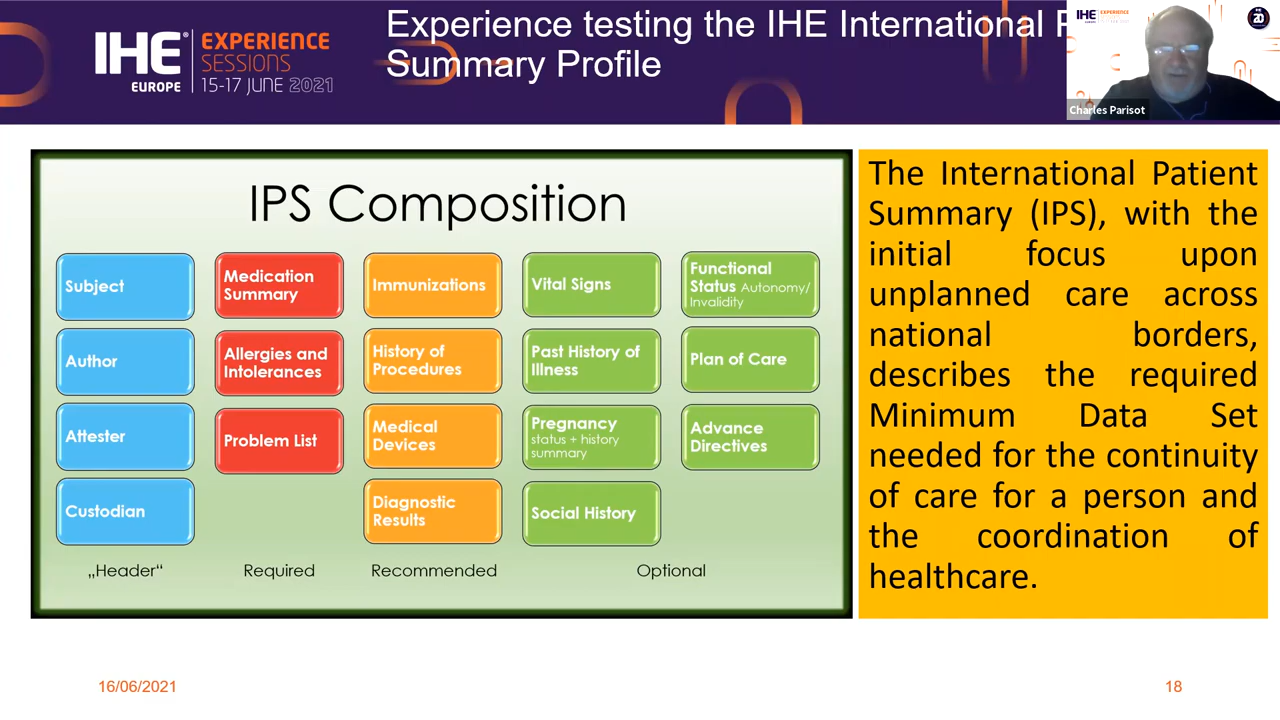 IHE® EUROPE
EXPERIENCE
SESSIONS
15-17 JUNE 2021
Experience testing the IHE International P
Summary Profile
IHE EXPERIENCE
IHE 20
Charles Parisot
IPS Composition
Subject
Author
Attester
Custodian
„Header“
Medication
Summary
Allergies and
Intolerances
Problem List
Required
Immunizations
History of
Procedures
Medical
Devices
Diagnostic
Results
Recommended
Vital Signs
Past History of
Illness
Pregnancy
status + history
summary
Social History
Functional
Status Autonomy/
Invalidity
Plan of Care
Advance
Directives
Optional
The International Patient
Summary (IPS), with the
initial focus upon
unplanned care across
national borders,
describes the required
Minimum Data Set
needed for the continuity
of care for a person and
the coordination of
healthcare.
16/06/2021
18